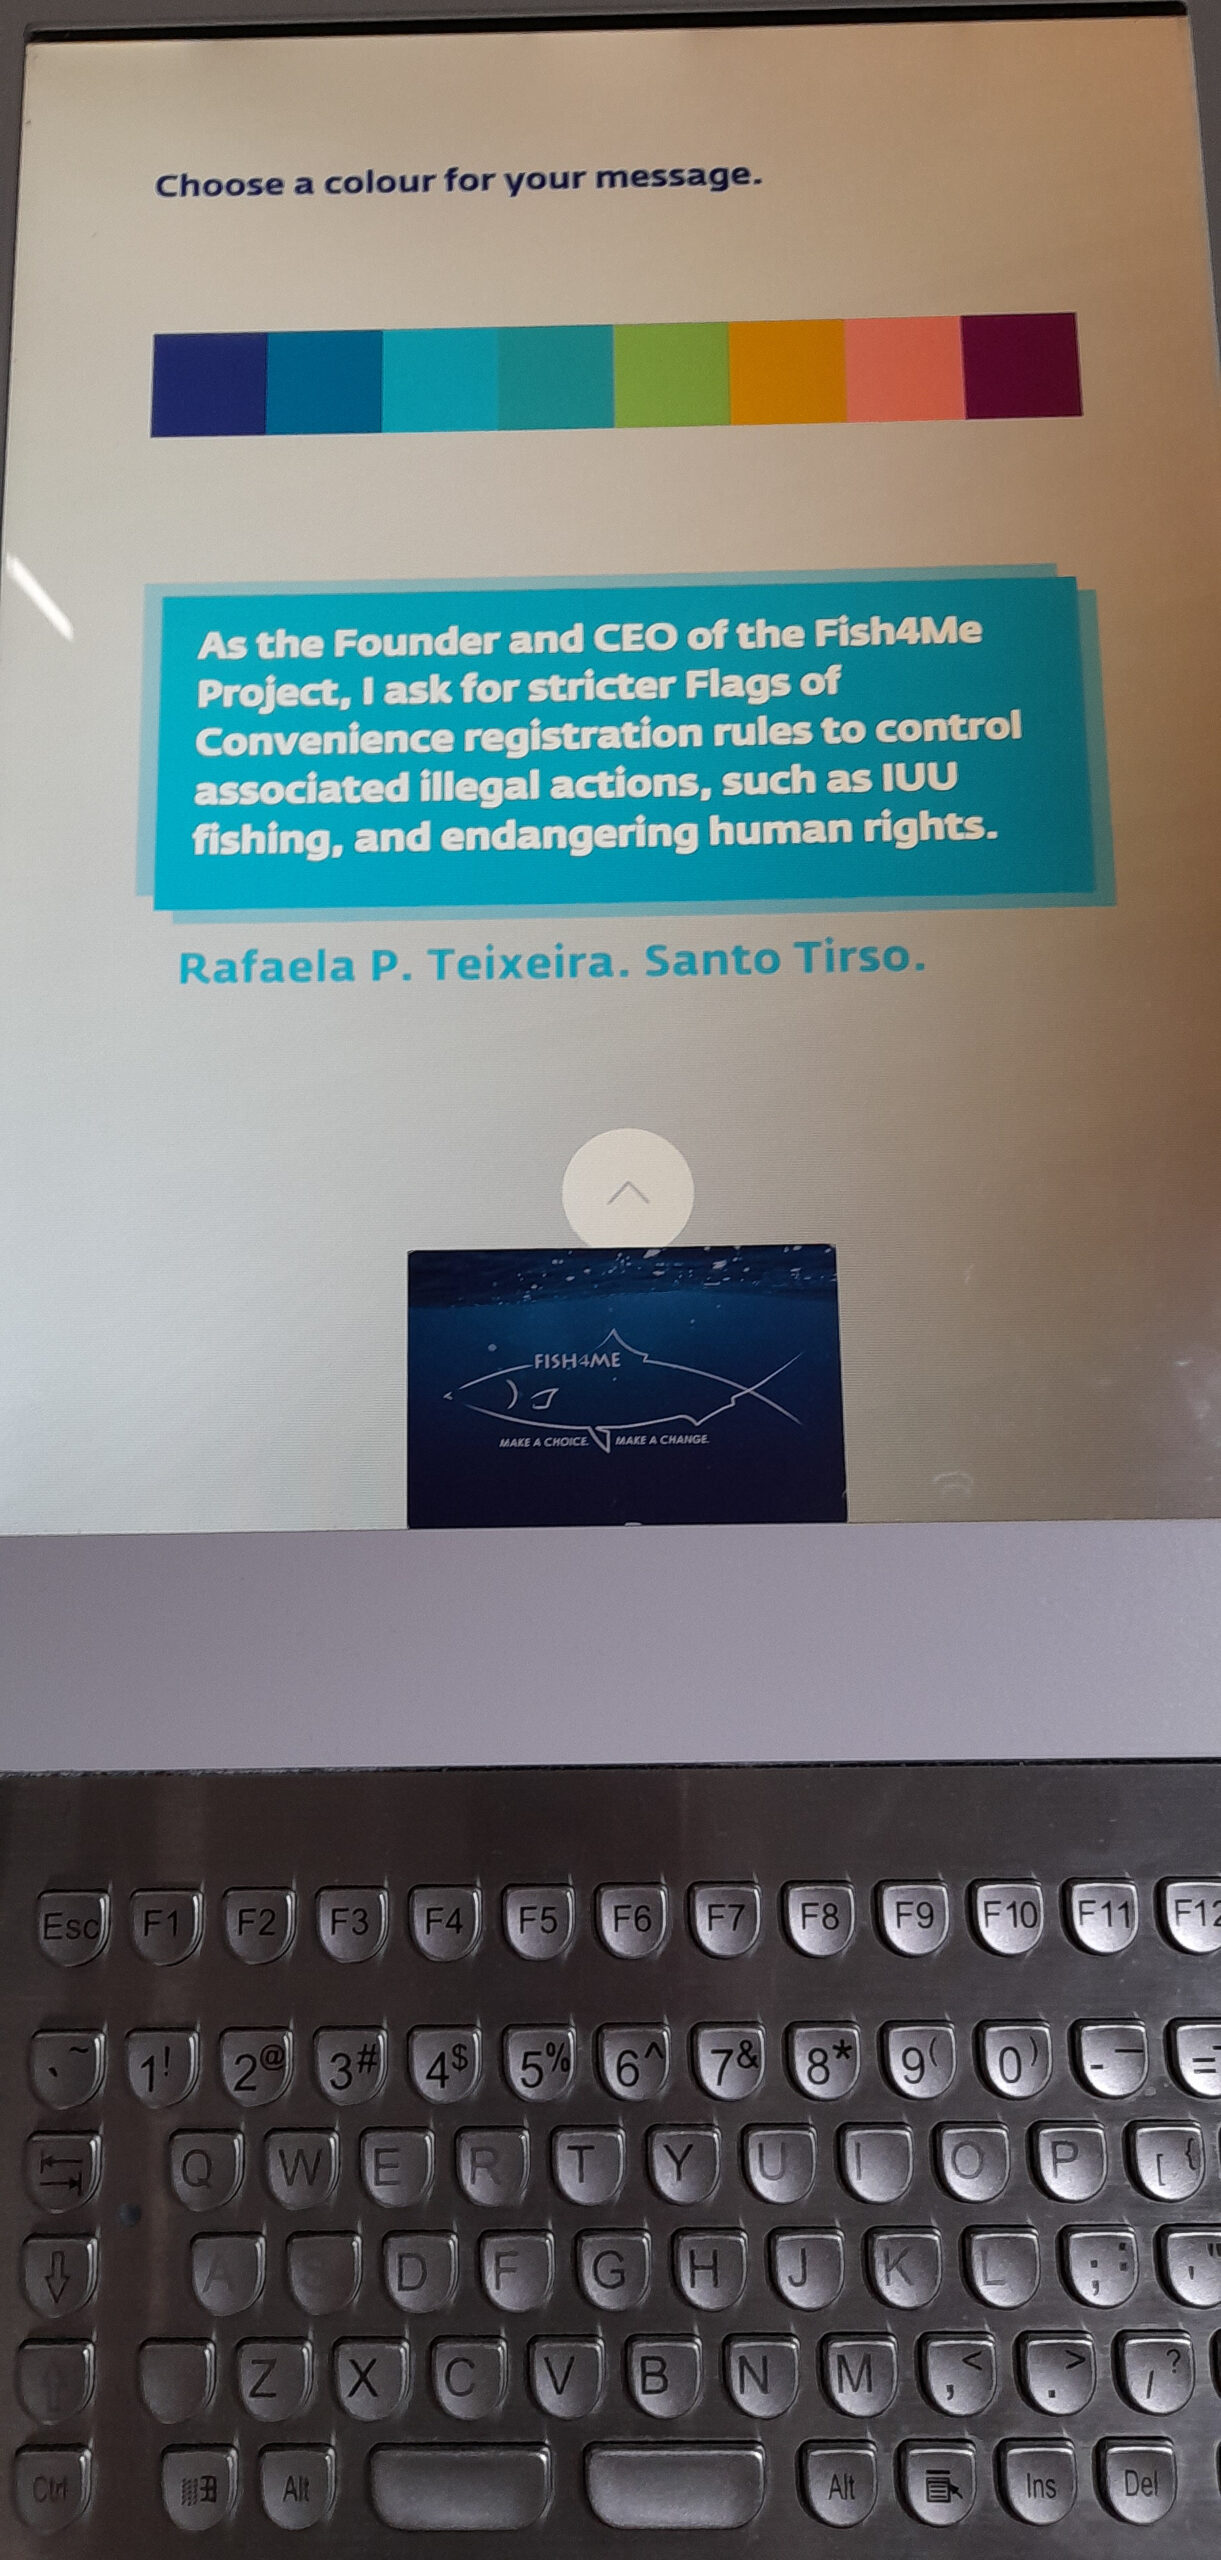 Choose a colour for your message.
As the Founder and CEO of the Fish4Me
Project, I ask for stricter Flags of
Convenience registration rules to control
associated illegal actions, such as IUU
fishing, and endangering human rights.
Rafaela P. Teixeira. Santo Tirso.
FISH4ME
MAKE A CHOICE. MAKE A CHANGE.
Esc F1 F2 F3 F4 F5 F6 F7 F8 F9 F10 F11 F12
` ~ 1 ! 2 @ 3 # 4 $ 5 % 6 ^ 7 & 8 * 9 ( 0 ) - _ =
Q W E R T Y U I O P [ {
A D F G H J K L ; : ' "
Z X C V B N M , < . > / ?
Ctrl Alt Alt Ins Del